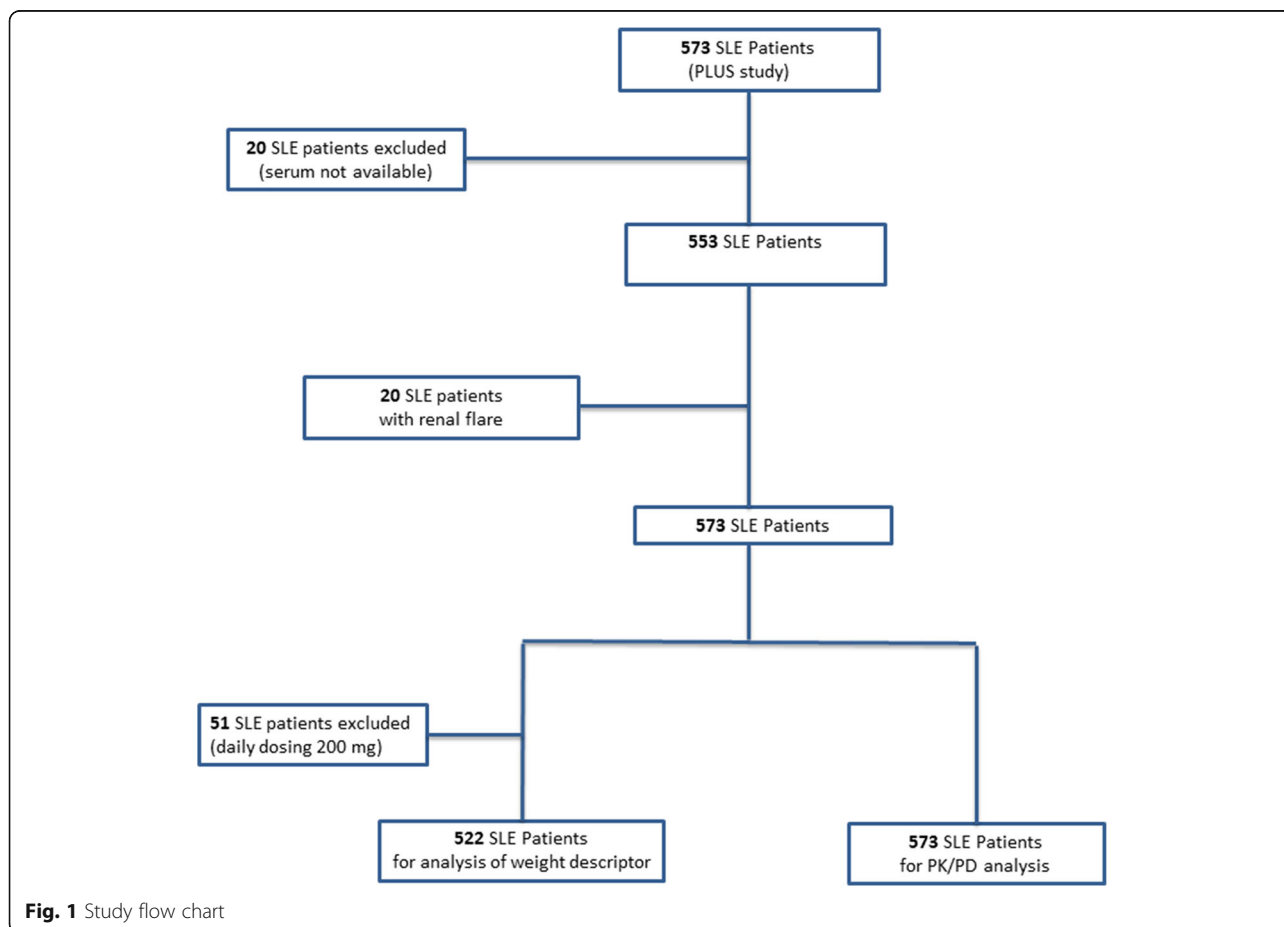 573 SLE Patients
(PLUS study)
20 SLE patients excluded
(serum not available)
553 SLE Patients
20 SLE patients
with renal flare
573 SLE Patients
51 SLE patients excluded
(daily dosing 200 mg)
522 SLE Patients
for analysis of weight descriptor
573 SLE Patients
for PK/PD analysis
Fig. 1 Study flow chart